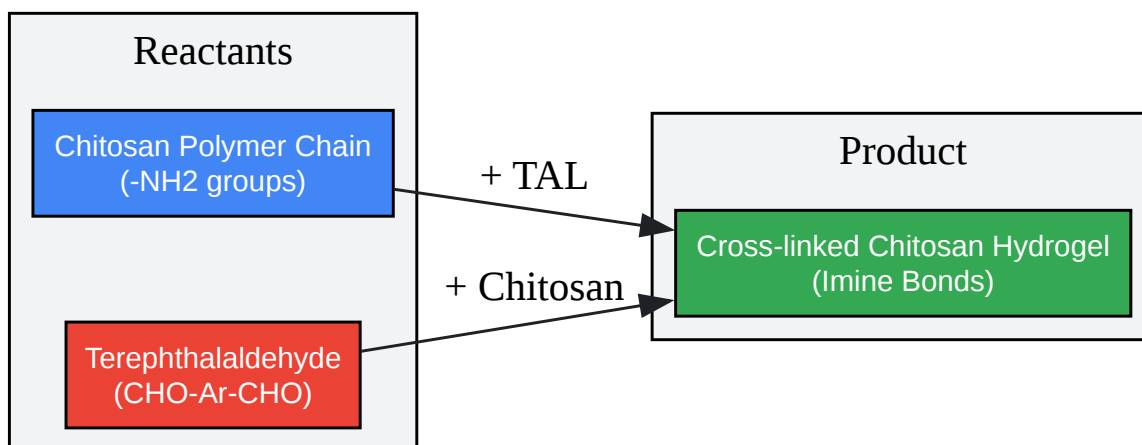 Reactants
Chitosan Polymer Chain
(-NH2 groups)
+ TAL
Product
Cross-linked Chitosan Hydrogel
(Imine Bonds)
+ Chitosan
Terephthalaldehyde
(CHO-Ar-CHO)